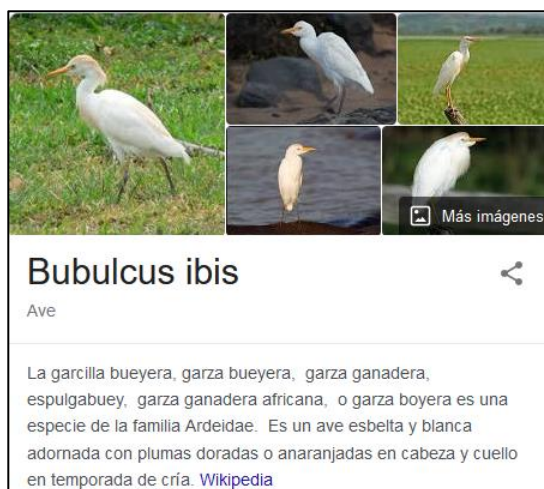 Más imágenes
Bubulcus ibis
Ave
La garcilla bueyera, garza bueyera, garza ganadera,
espulgabuey, garza ganadera africana, o garza boyera es una
especie de la familia Ardeidae. Es un ave esbelta y blanca
adornada con plumas doradas o anaranjadas en cabeza y cuello
en temporada de cría. Wikipedia